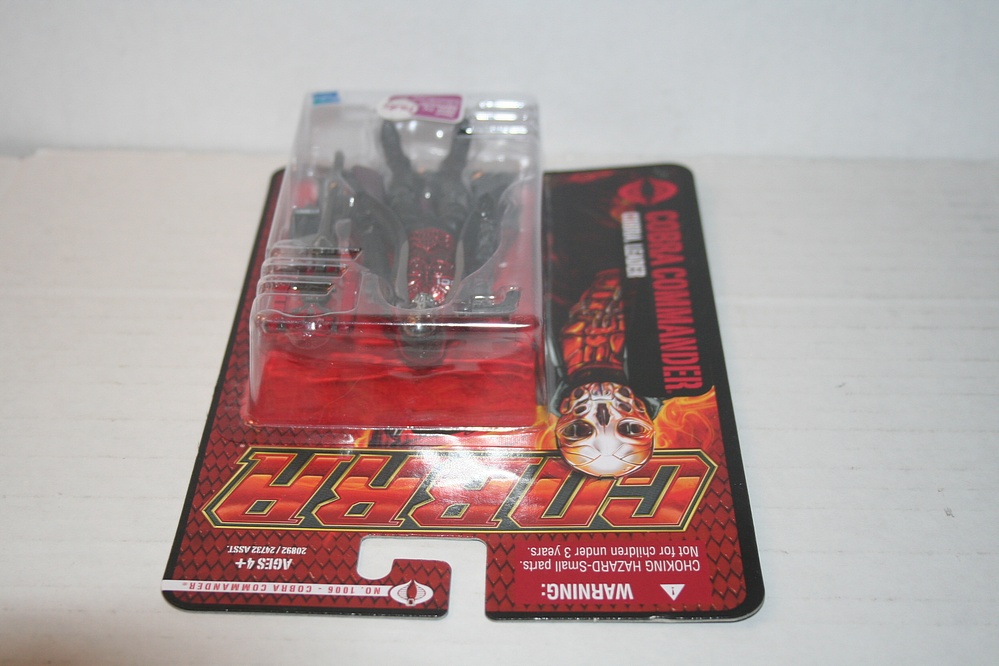 NO. 1006 - COBRA COMMANDER
AGES 4+
20892 / 24732 ASST.
WARNING:
CHOKING HAZARD-Small parts.
Not for children under 3 years.
COBRA
COBRA COMMANDER
COBRA LEADER